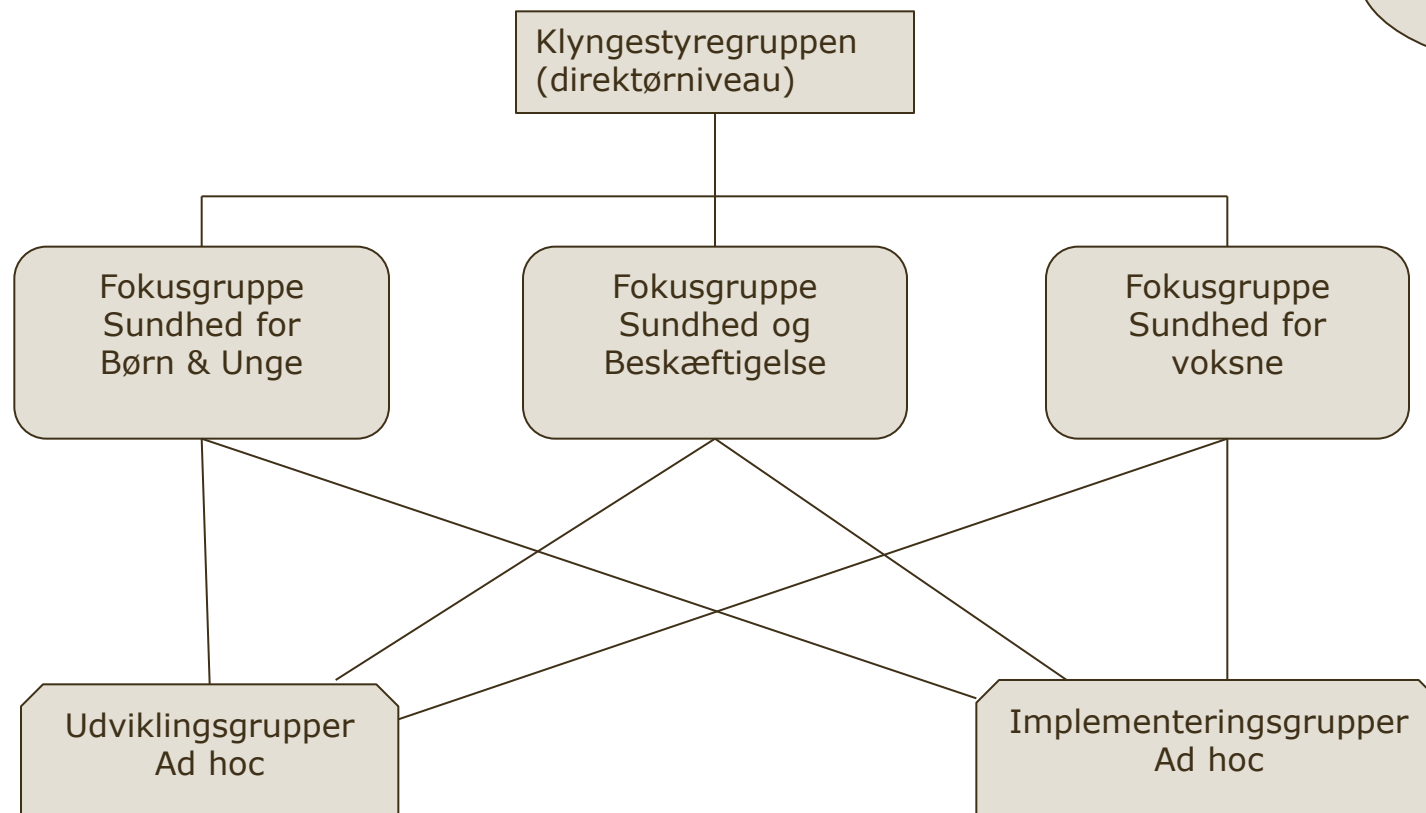 Klyngestyregruppen
(direktørniveau)
Fokusgruppe
Sundhed for
Børn & Unge
Fokusgruppe
Sundhed og
Beskæftigelse
Fokusgruppe
Sundhed for
voksne
Udviklingsgrupper
Ad hoc
Implementeringsgrupper
Ad hoc